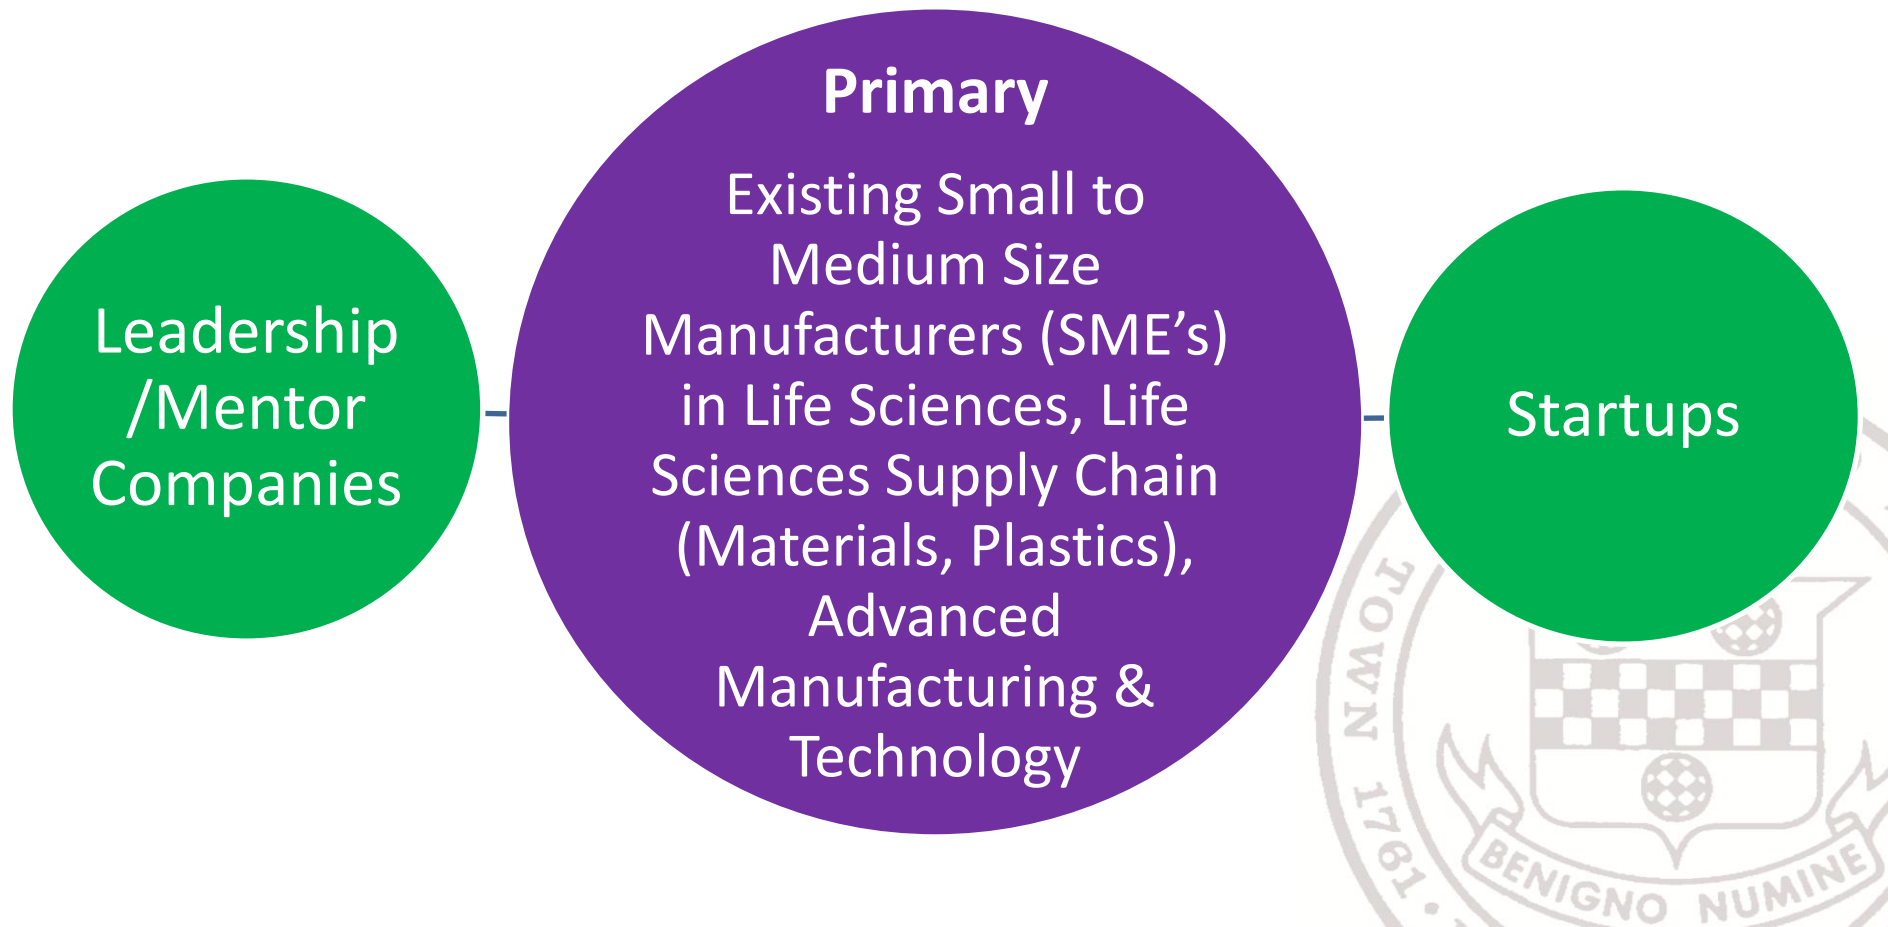 Leadership
/Mentor
Companies
Primary
Existing Small to
Medium Size
Manufacturers (SME’s)
in Life Sciences, Life
Sciences Supply Chain
(Materials, Plastics),
Advanced
Manufacturing &
Technology
Startups
TOWN 1761 •
BENIGNO NUMINE